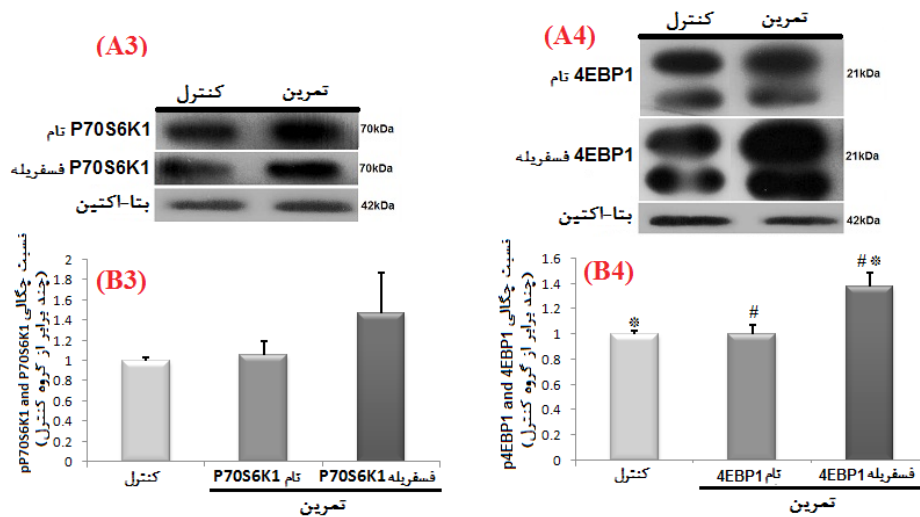 (A3)
کنترل
تمرین
P70S6K1 تام
70kDa
P70S6K1 فسفریله
70kDa
بتا-اکتین
42kDa
(B3)
pP70S6K1 and P70S6K1 نسبت چگالی
(چند برابر از گروه کنترل)
2
1.8
1.6
1.4
1.2
1
0.8
0.6
0.4
0.2
0
کنترل
P70S6K1 تام
P70S6K1 فسفریله
تمرین
(A4)
کنترل
تمرین
4EBP1 تام
21kDa
4EBP1 فسفریله
21kDa
بتا-اکتین
42kDa
(B4)
p4EBP1 and 4EBP1 نسبت چگالی
(چند برابر از گروه کنترل)
1.6
1.4
1.2
1
0.8
0.6
0.4
0.2
0
※
#
# ※
کنترل
4EBP1 تام
4EBP1 فسفریله
تمرین